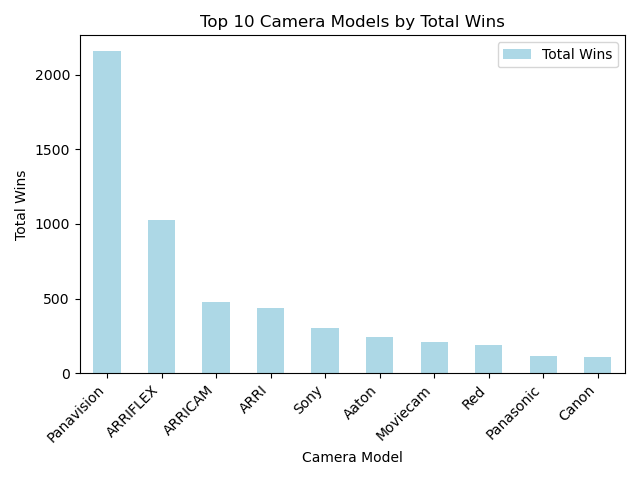 Top 10 Camera Models by Total Wins
Total Wins
Total Wins
2000
1500
1000
500
0
Panavision
ARRIFLEX
ARRICAM
ARRI
Sony
Aaton
Moviecam
Red
Panasonic
Canon
Camera Model